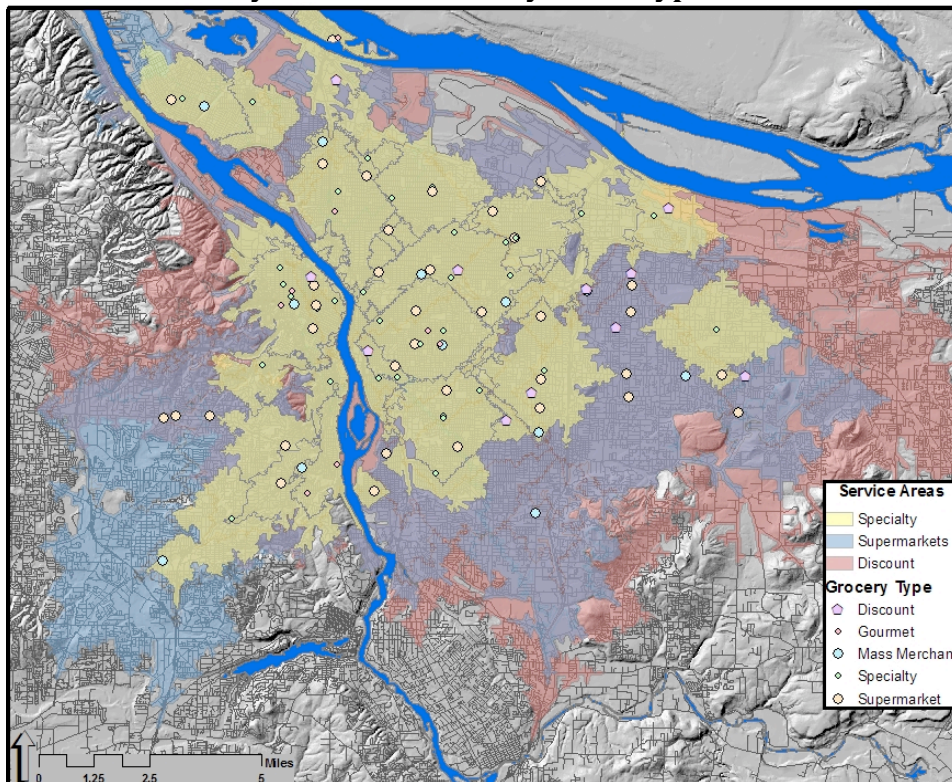 Service Areas
Specialty
Supermarkets
Discount
Grocery Type
Discount
Gourmet
Mass Merchan
Specialty
Supermarket
0 1.25 2.5 5 Miles